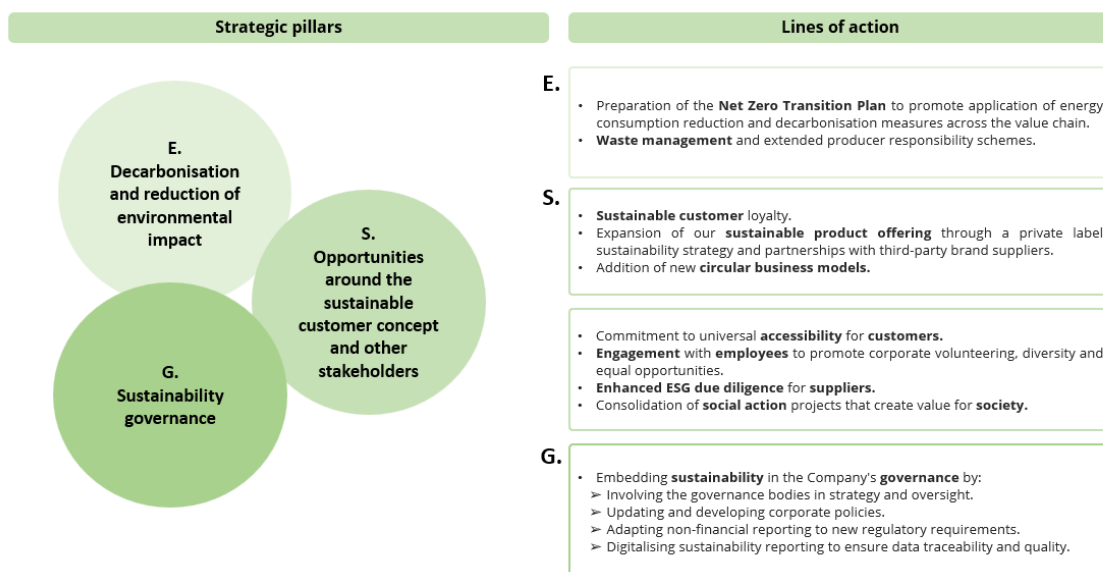 Strategic pillars
Lines of action
E.
Decarbonisation
and reduction of
environmental
impact
S.
Opportunities
around the
sustainable
customer concept
and other
stakeholders
G.
Sustainability
governance
E.
• Preparation of the Net Zero Transition Plan to promote application of energy
consumption reduction and decarbonisation measures across the value chain.
• Waste management and extended producer responsibility schemes.
S.
• Sustainable customer loyalty.
• Expansion of our sustainable product offering through a private label
sustainability strategy and partnerships with third-party brand suppliers.
• Addition of new circular business models.
• Commitment to universal accessibility for customers.
• Engagement with employees to promote corporate volunteering, diversity and
equal opportunities.
• Enhanced ESG due diligence for suppliers.
• Consolidation of social action projects that create value for society.
G.
• Embedding sustainability in the Company's governance by:
➢ Involving the governance bodies in strategy and oversight.
➢ Updating and developing corporate policies.
➢ Adapting non-financial reporting to new regulatory requirements.
➢ Digitalising sustainability reporting to ensure data traceability and quality.